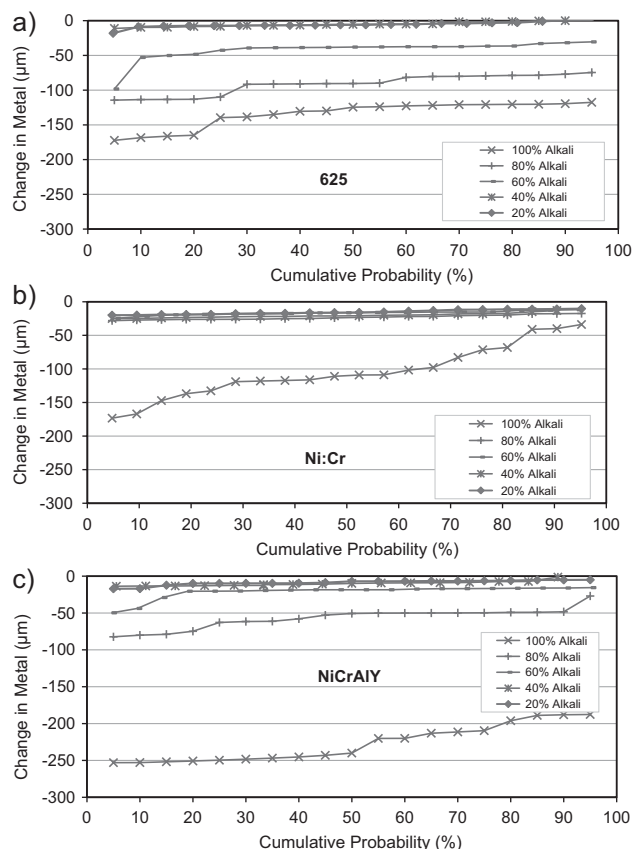 a)
0
-50
-100
-150
-200
-250
-300
Change in Metal (µm)
625
100% Alkali
80% Alkali
60% Alkali
40% Alkali
20% Alkali
0 10 20 30 40 50 60 70 80 90 100
Cumulative Probability (%)
b)
0
-50
-100
-150
-200
-250
-300
Change in Metal (µm)
Ni:Cr
100% Alkali
80% Alkali
60% Alkali
40% Alkali
20% Alkali
0 10 20 30 40 50 60 70 80 90 100
Cumulative Probability (%)
c)
0
-50
-100
-150
-200
-250
-300
Change in Metal (µm)
NiCrAlY
100% Alkali
80% Alkali
60% Alkali
40% Alkali
20% Alkali
0 10 20 30 40 50 60 70 80 90 100
Cumulative Probability (%)